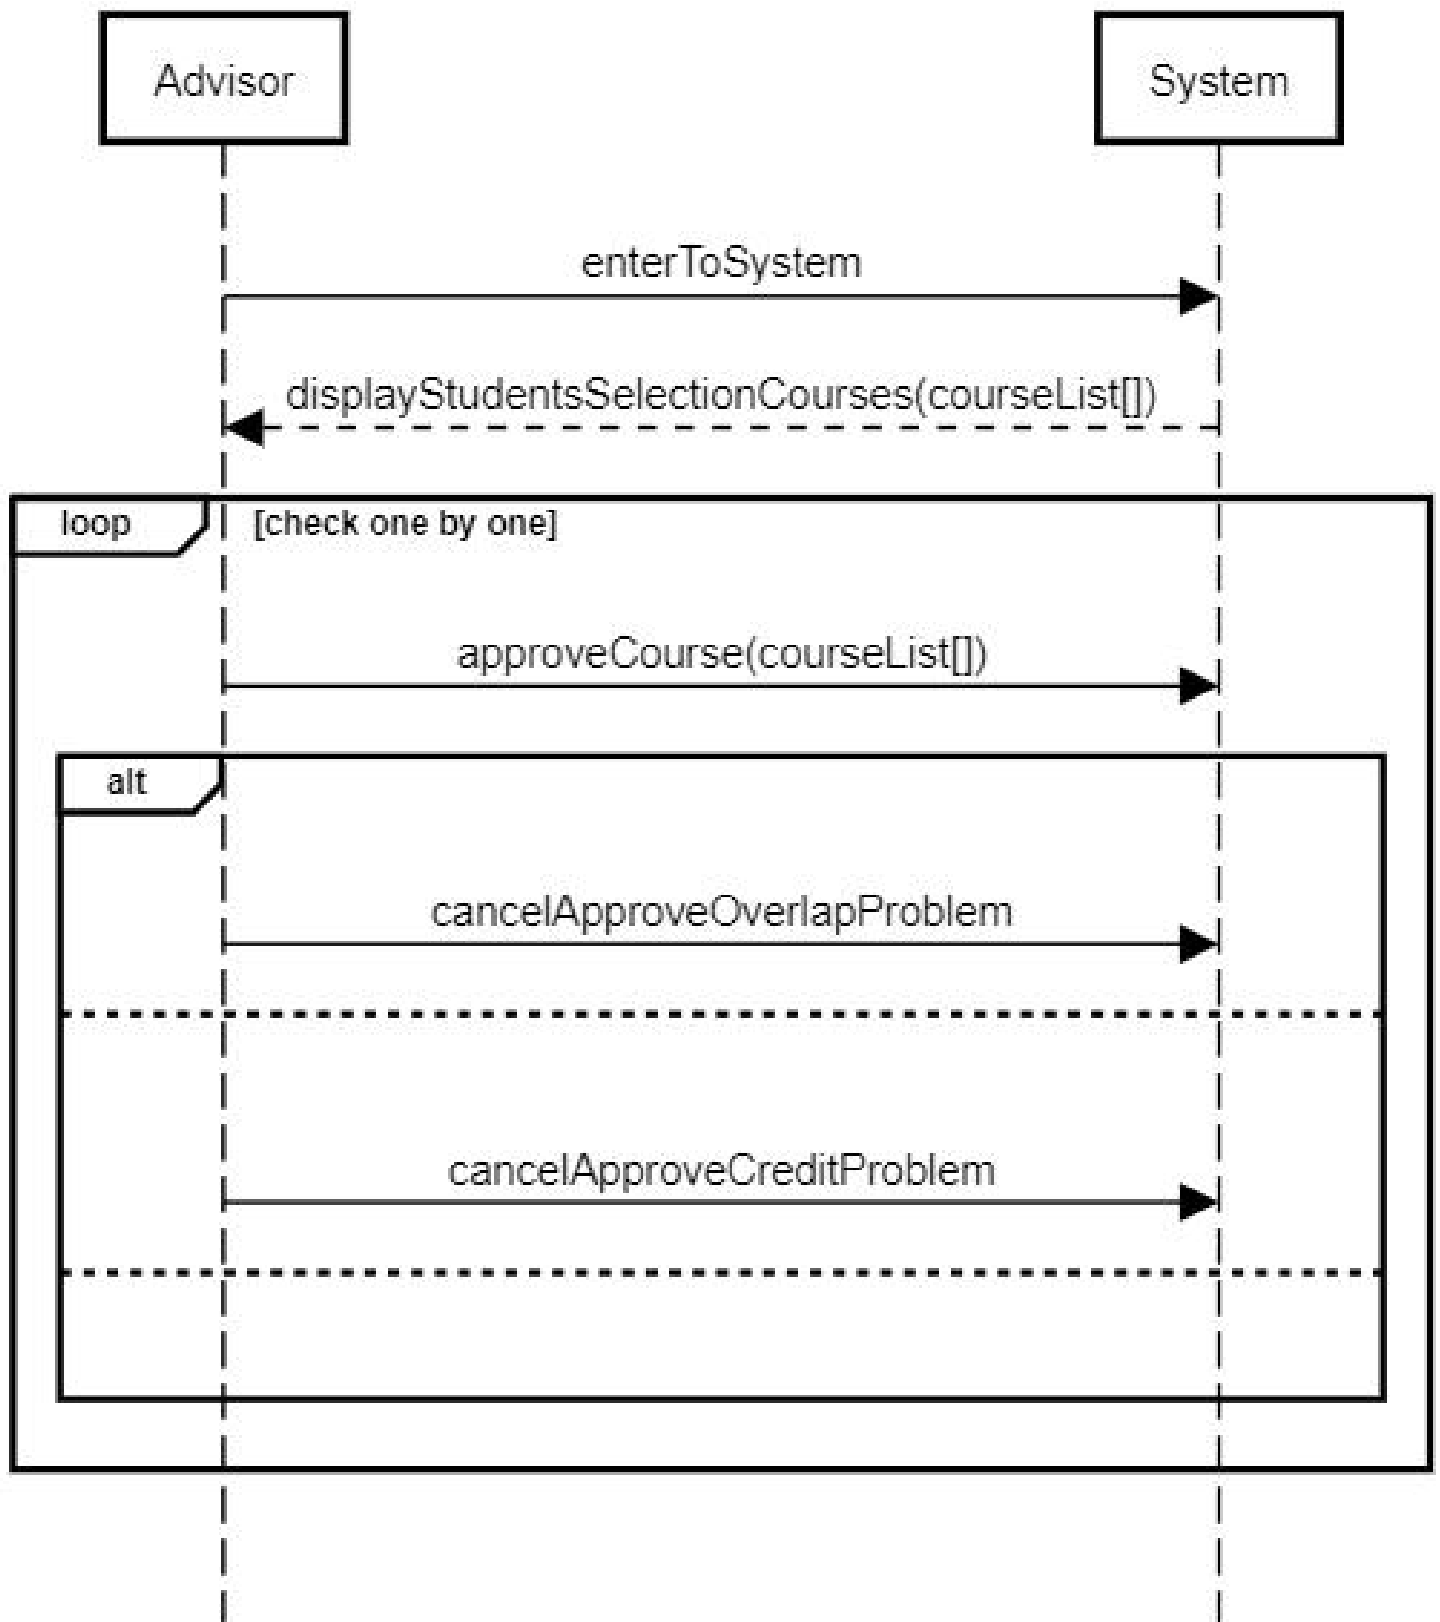 Advisor
System
enterToSystem
displayStudentsSelectionCourses(courseList[])
loop
[check one by one]
approveCourse(courseList[])
alt
cancelApproveOverlapProblem
cancelApproveCreditProblem